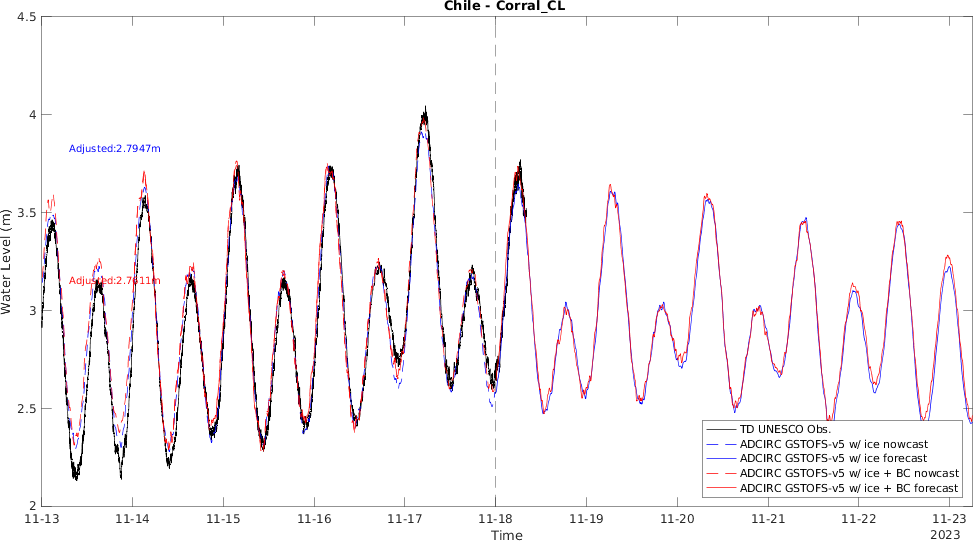 Chile - Corral_CL
4.5
4
3.5
3
2.5
2
Water Level (m)
Adjusted:2.7947m
Adjusted:2.7611m
TD UNESCO Obs.
ADCIRC GSTOFS-v5 w/ ice nowcast
ADCIRC GSTOFS-v5 w/ ice forecast
ADCIRC GSTOFS-v5 w/ ice + BC nowcast
ADCIRC GSTOFS-v5 w/ ice + BC forecast
11-13 11-14 11-15 11-16 11-17 11-18 11-19 11-20 11-21 11-22 11-23
Time
2023